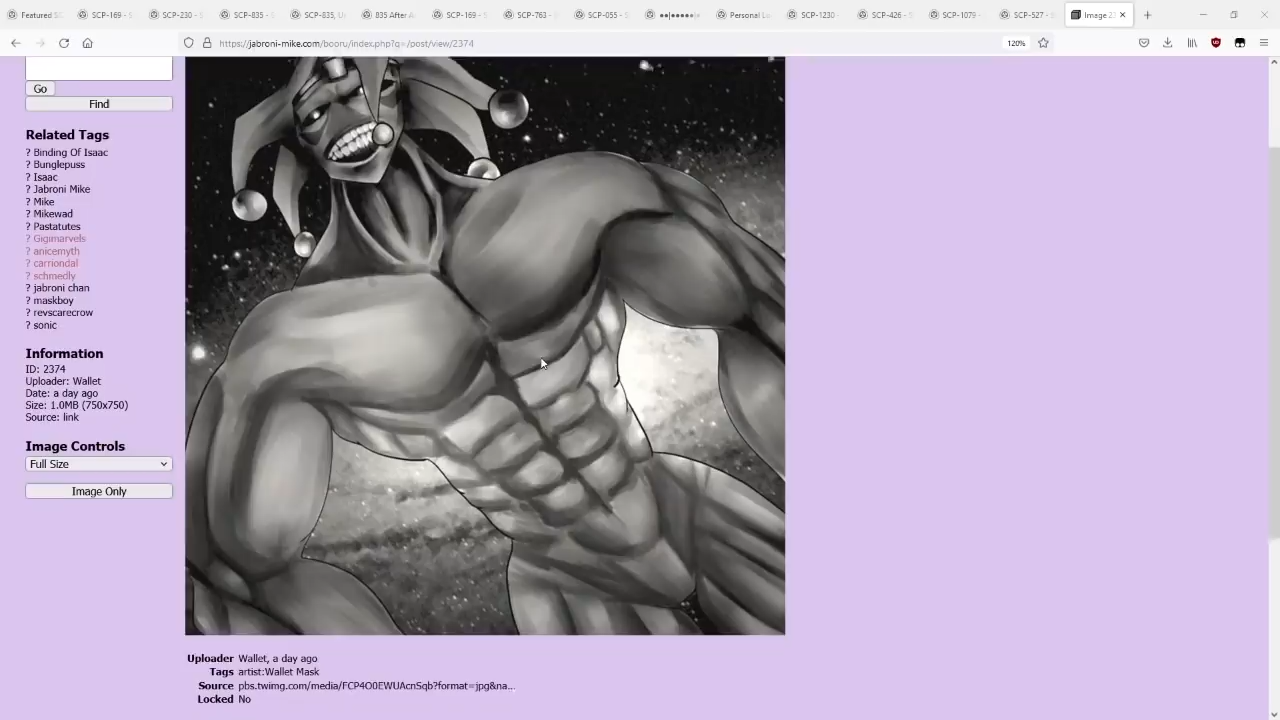 Featured SC
SCP-169 - S
SCP-230 - S
SCP-835 - S
SCP-835, U
835 After A
SCP-169 - S
SCP-763 - S
SCP-055 - S
●●|●●●●●|●
Personal Lo
SCP-1230 -
SCP-426 - S
SCP-1079 -
SCP-527 - S
Image 23
https://jabroni-mike.com/booru/index.php?q=/post/view/2374
120%
Go
Find
Related Tags
? Binding Of Isaac
? Bunglepuss
? Isaac
? Jabroni Mike
? Mike
? Mikewad
? Pastatutes
? Gigimarvels
? anicemyth
? carriondal
? schmedly
? jabroni chan
? maskboy
? revscarecrow
? sonic
Information
ID: 2374
Uploader: Wallet
Date: a day ago
Size: 1.0MB (750x750)
Source: link
Image Controls
Full Size
Image Only
Uploader Wallet, a day ago
Tags artist:Wallet Mask
Source pbs.twimg.com/media/FCP4O0EWUAcnSqb?format=jpg&na...
Locked No